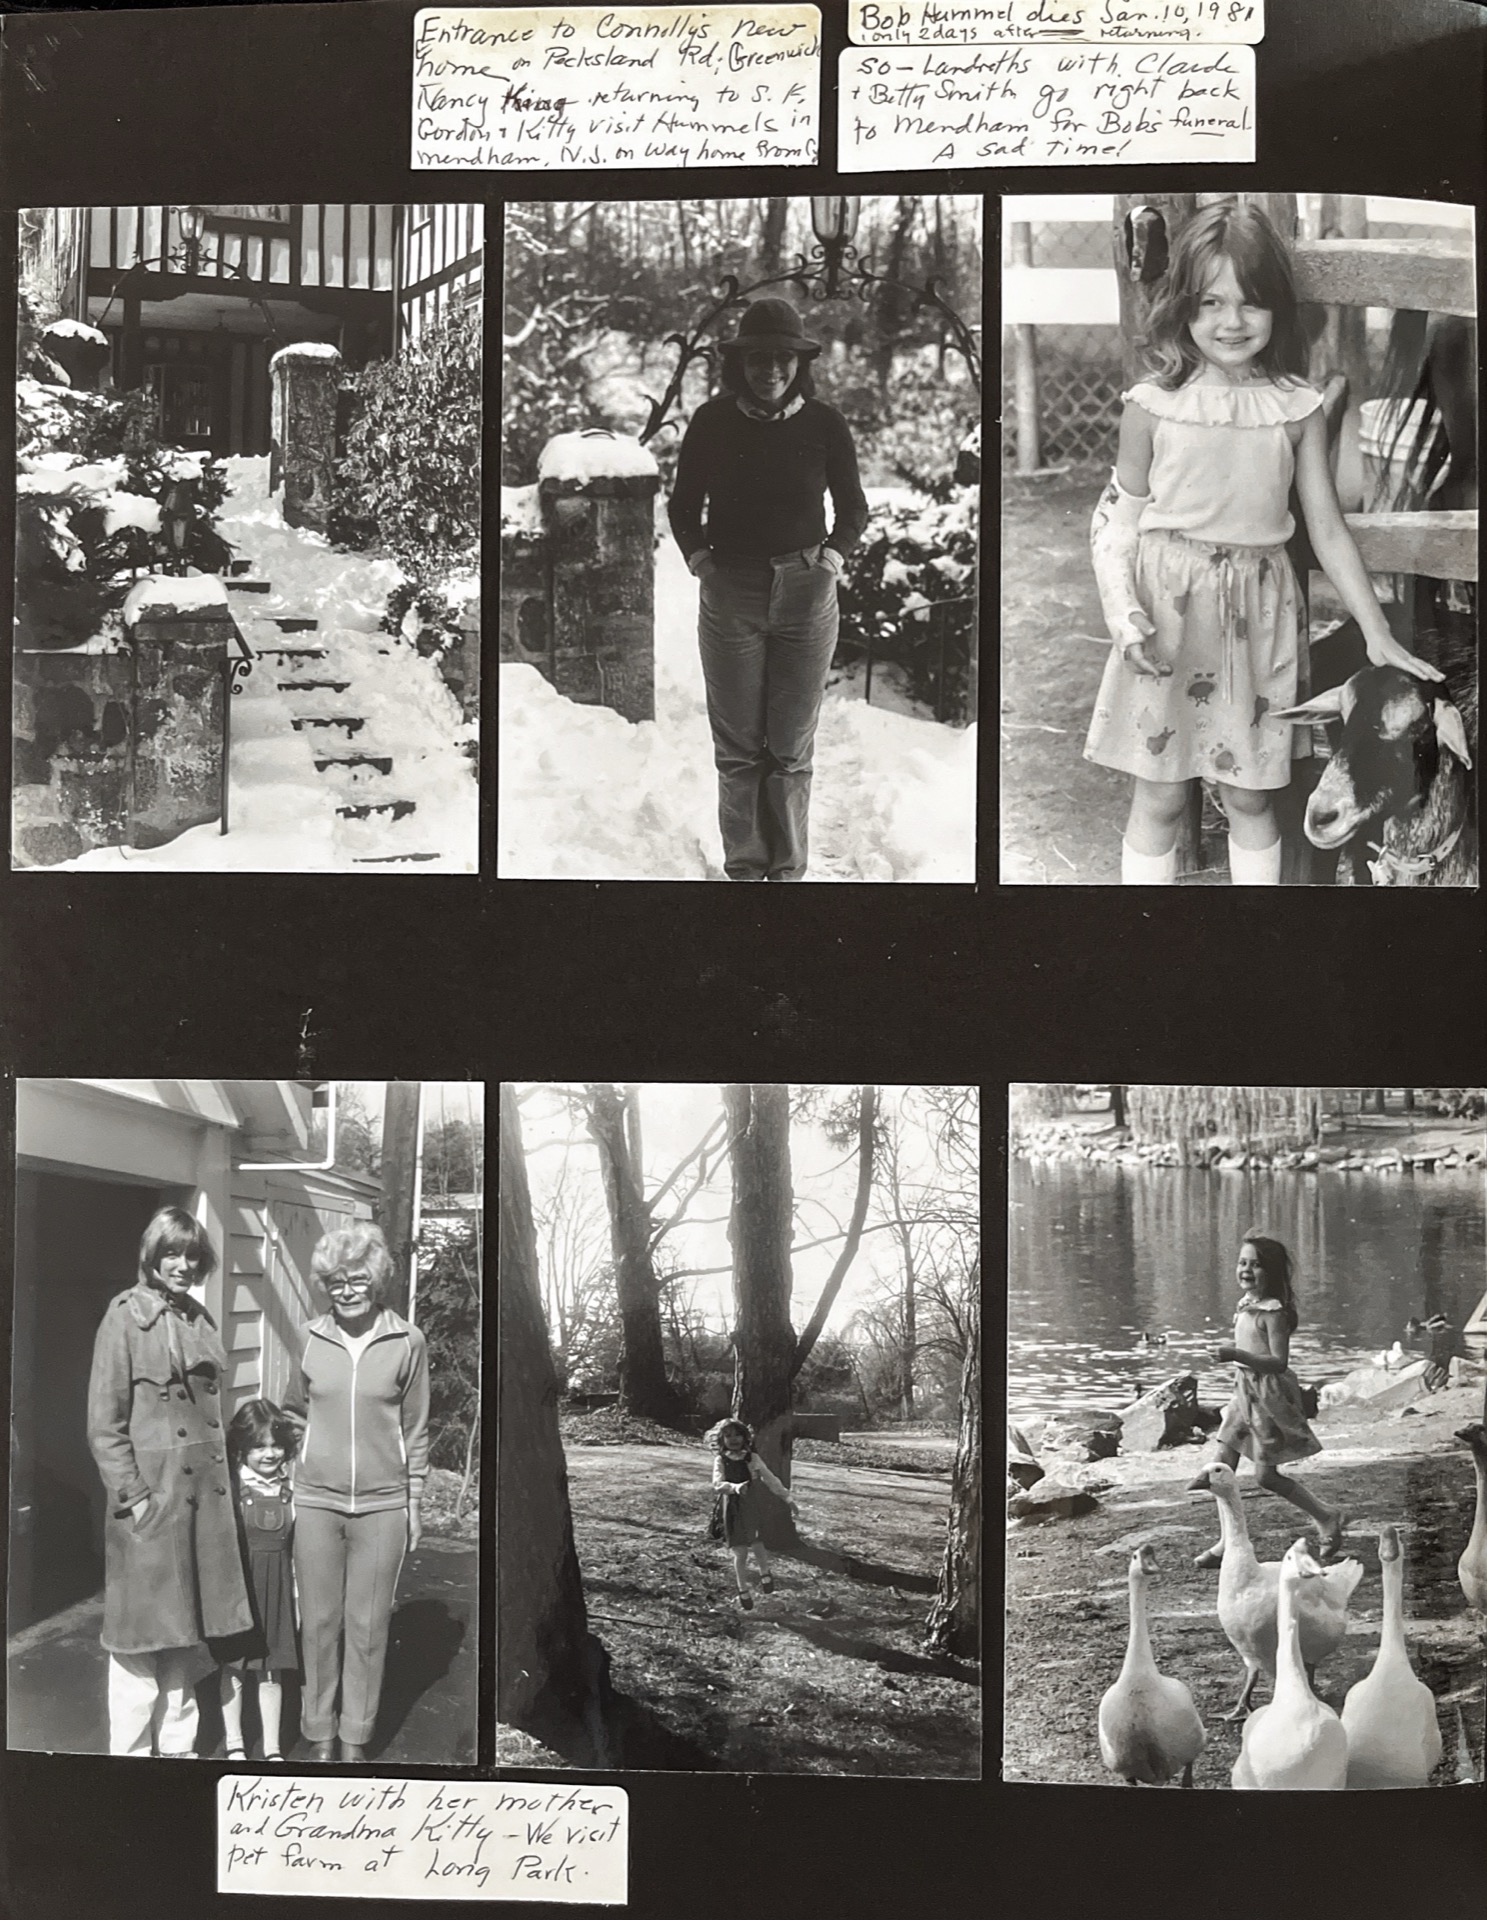 Entrance to Connolly's new
home on Pecksland Rd; Greenwich
Nancy King returning to S. F.
Gordon & Kitty visit Hummels in
mendham, N.J. on way home from
Bob Hummel dies Jan. 10, 1981
only 2 days after returning.
So - Landreths with Claude
+ Betty Smith go right back
to Mendham for Bob's funeral
A sad time!
Kristen with her mother
and Grandma Kitty - We visit
pet farm at Long Park.